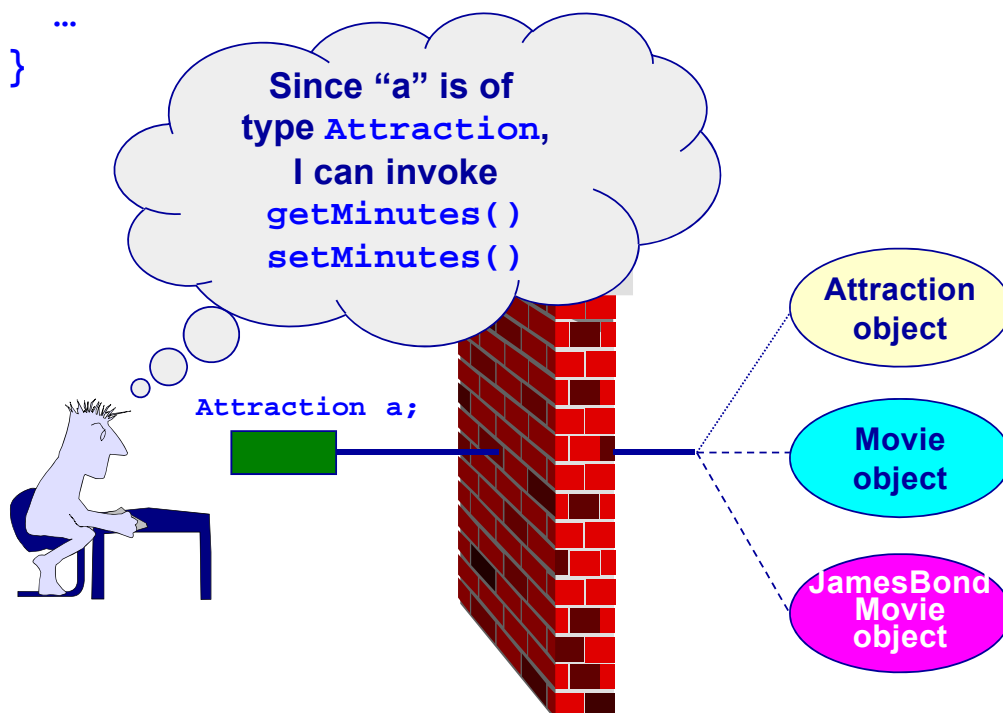 …
}
Since “a” is of
type Attraction,
I can invoke
getMinutes()
setMinutes()
Attraction a;
Attraction
object
Movie
object
JamesBond
Movie
object